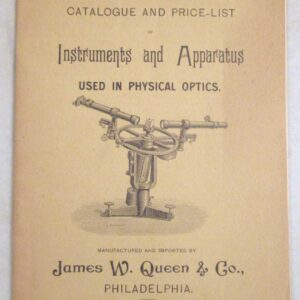 CATALOGUE AND PRICE-LIST
OF
Instruments and Apparatus
USED IN PHYSICAL OPTICS.
MANUFACTURED AND IMPORTED BY
James W. Queen & Co.,
PHILADELPHIA.